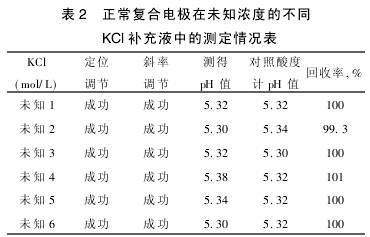 表 2 正常复合电极在未知浓度的不同
KCl 补充液中的测定情况表
KCl 定位 斜率 测得 对照酸度 回收率, %
(mol/L) 调节 调节 pH 值 计 pH 值
未知 1 成功 成功 5. 32 5. 32 100
未知 2 成功 成功 5. 30 5. 34 99. 3
未知 3 成功 成功 5. 32 5. 30 100
未知 4 成功 成功 5. 38 5. 32 101
未知 5 成功 成功 5. 34 5. 32 100
未知 6 成功 成功 5. 30 5. 32 100